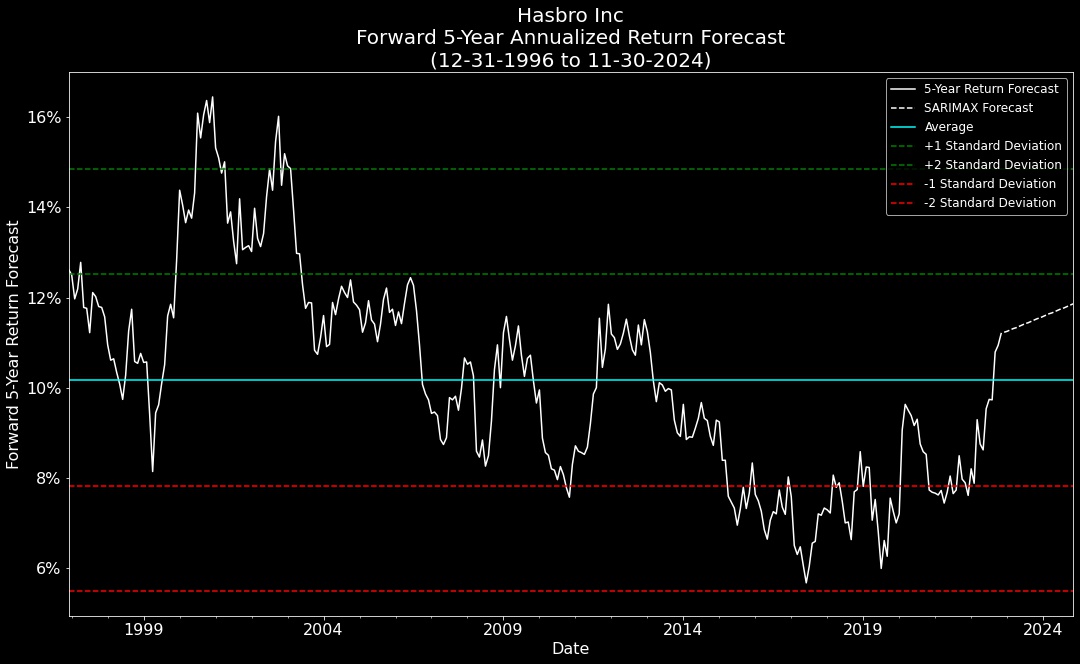 Hasbro Inc
Forward 5-Year Annualized Return Forecast
(12-31-1996 to 11-30-2024)
5-Year Return Forecast
SARIMAX Forecast
Average
+1 Standard Deviation
+2 Standard Deviation
-1 Standard Deviation
-2 Standard Deviation
Forward 5-Year Return Forecast
16%
14%
12%
10%
8%
6%
1999
2004
2009
2014
2019
2024
Date